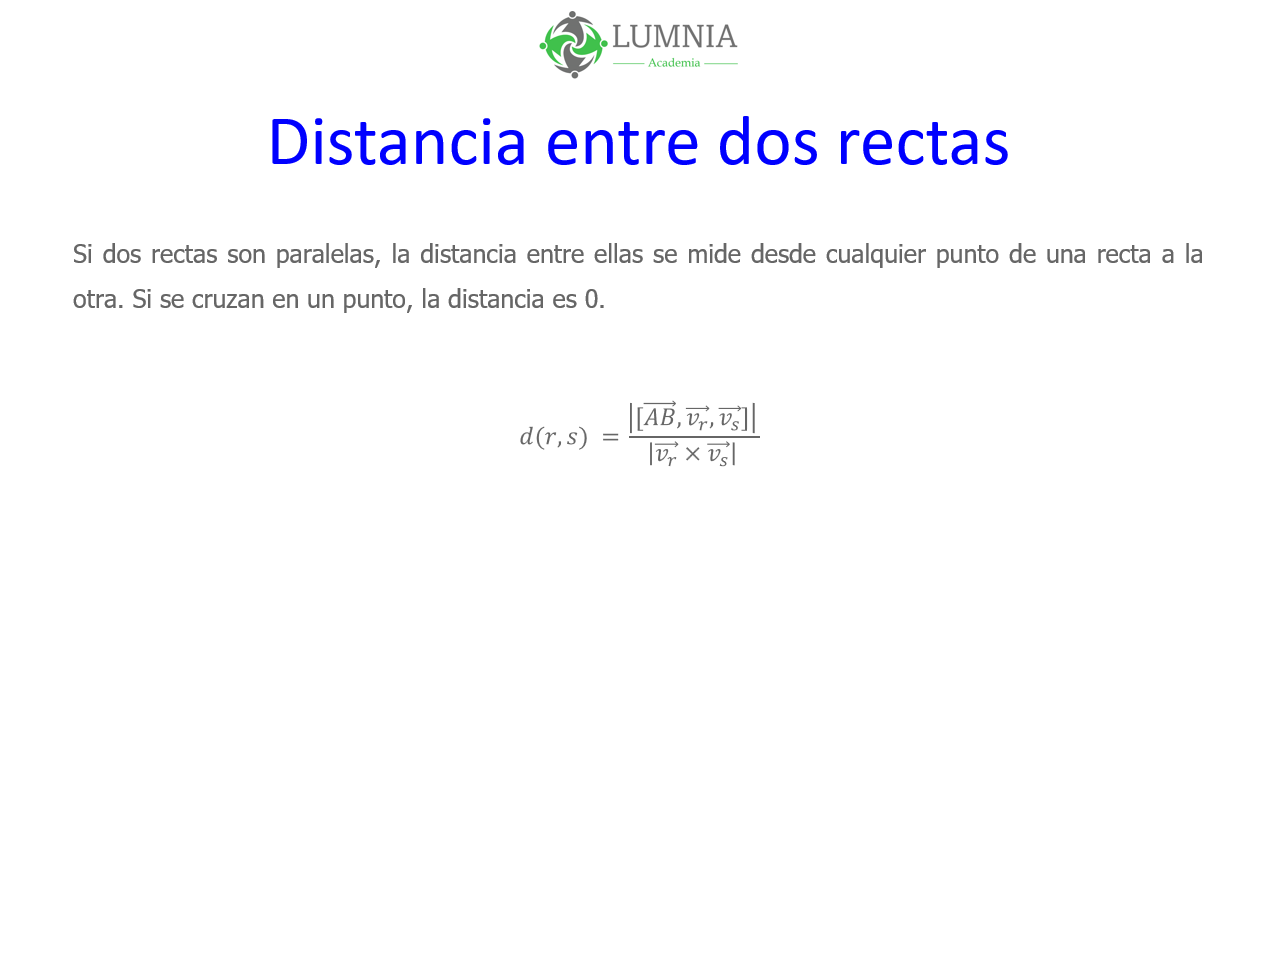 LUMNIA
Academia
Distancia entre dos rectas
Si dos rectas son paralelas, la distancia entre ellas se mide desde cualquier punto de una recta a la
otra. Si se cruzan en un punto, la distancia es 0.
$d(r,s) = \frac{\left|[\overrightarrow{AB}, \overrightarrow{v_r}, \overrightarrow{v_s}]\right|}{\left|\overrightarrow{v_r} \times \overrightarrow{v_s}\right|}$